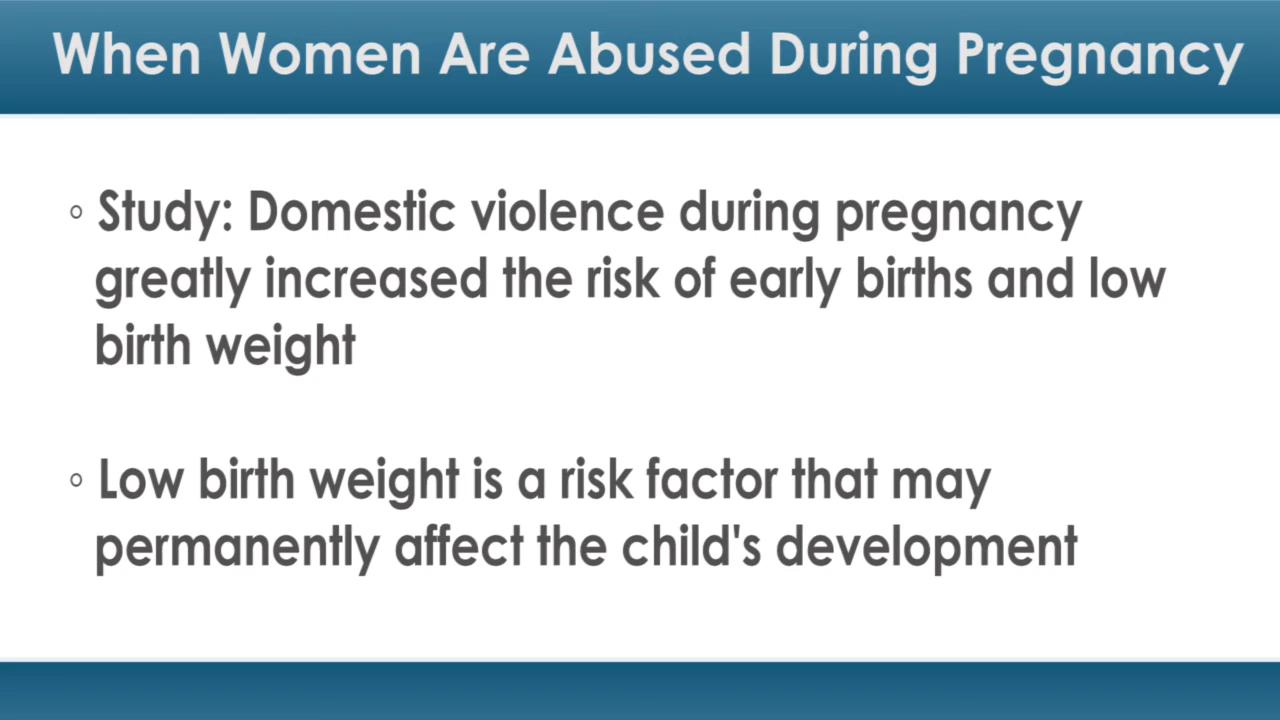 When Women Are Abused During Pregnancy
◦ Study: Domestic violence during pregnancy
greatly increased the risk of early births and low
birth weight
◦ Low birth weight is a risk factor that may
permanently affect the child's development